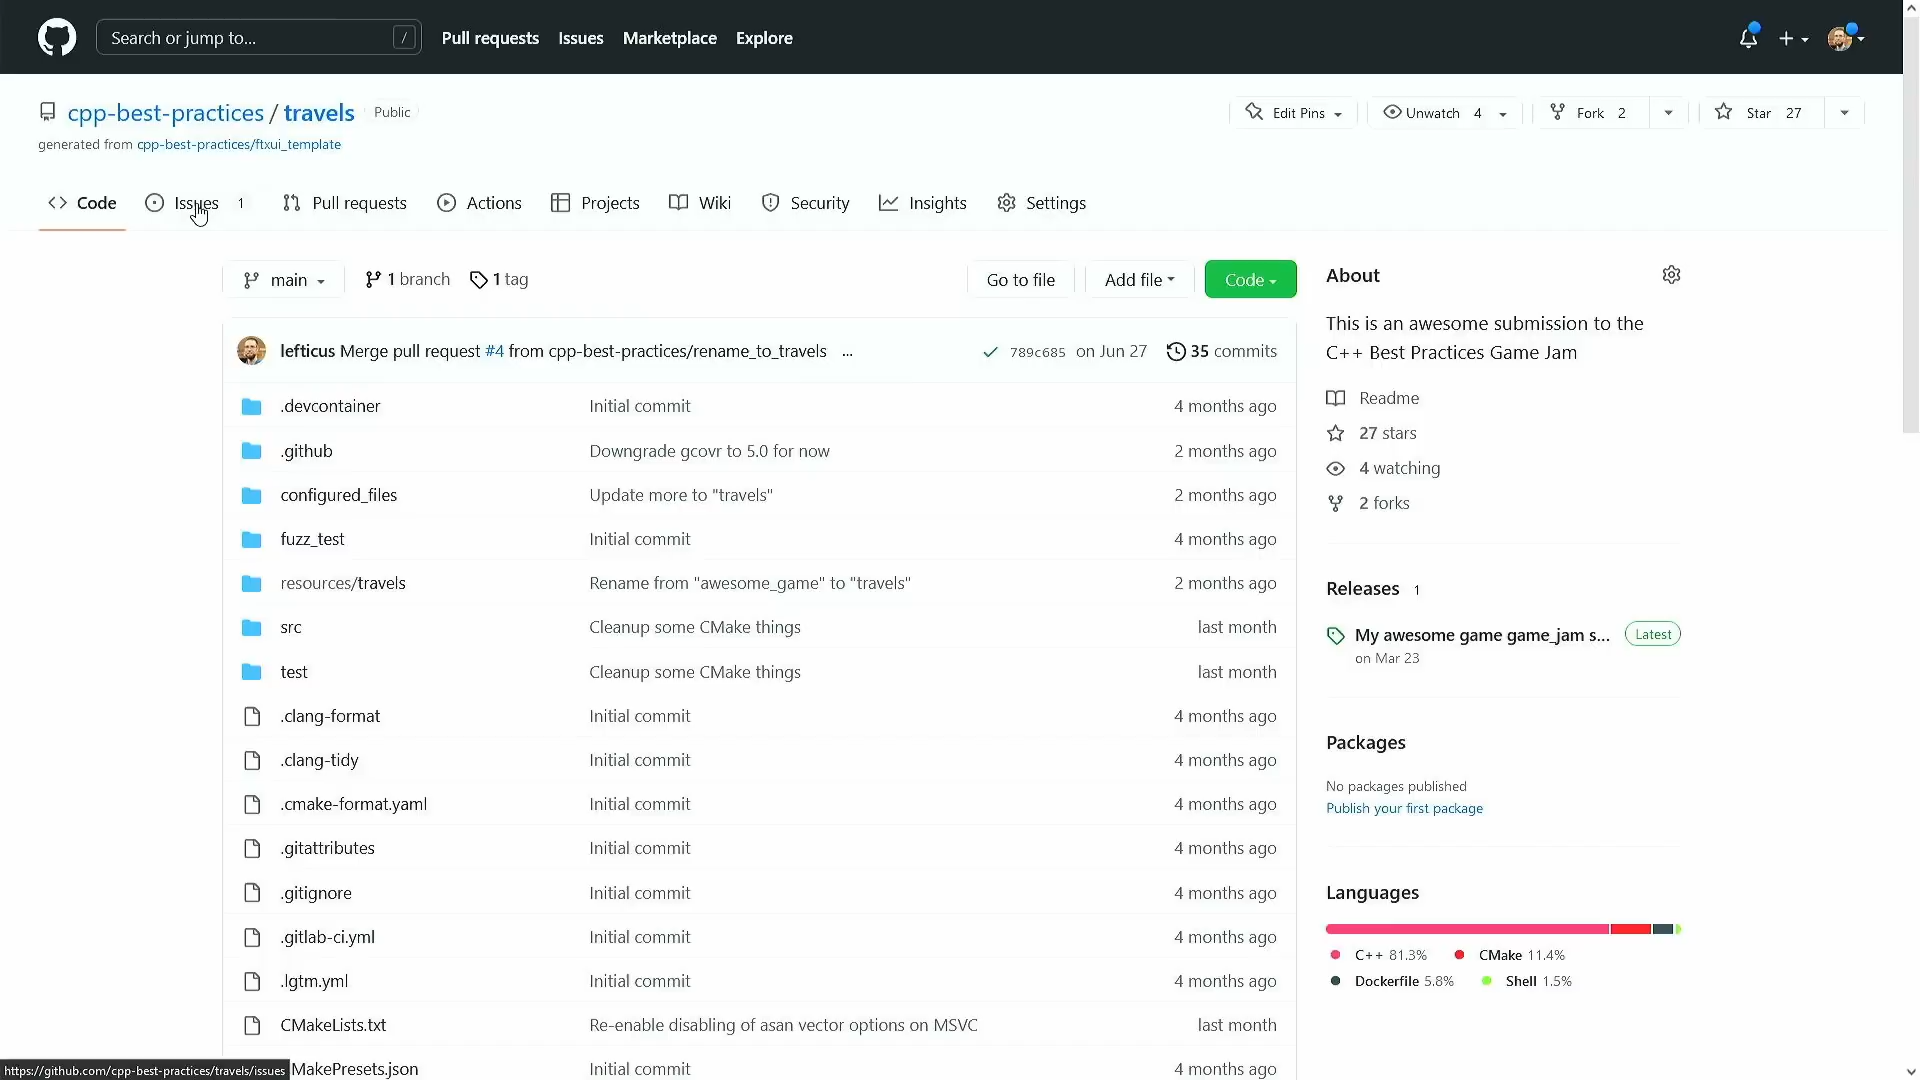 Search or jump to... / Pull requests Issues Marketplace Explore
cpp-best-practices / travels Public Edit Pins Unwatch 4 Fork 2 Star 27
generated from cpp-best-practices/ftxui_template
Code Issues 1 Pull requests Actions Projects Wiki Security Insights Settings
main 1 branch 1 tag Go to file Add file Code
lefticus Merge pull request #4 from cpp-best-practices/rename_to_travels ... 789c685 on Jun 27 35 commits
.devcontainer Initial commit 4 months ago
.github Downgrade gcovr to 5.0 for now 2 months ago
configured_files Update more to "travels" 2 months ago
fuzz_test Initial commit 4 months ago
resources/travels Rename from "awesome_game" to "travels" 2 months ago
src Cleanup some CMake things last month
test Cleanup some CMake things last month
.clang-format Initial commit 4 months ago
.clang-tidy Initial commit 4 months ago
.cmake-format.yaml Initial commit 4 months ago
.gitattributes Initial commit 4 months ago
.gitignore Initial commit 4 months ago
.gitlab-ci.yml Initial commit 4 months ago
.lgtm.yml Initial commit 4 months ago
CMakeLists.txt Re-enable disabling of asan vector options on MSVC last month
MakePresets.json Initial commit 4 months ago
About
This is an awesome submission to the
C++ Best Practices Game Jam
Readme
27 stars
4 watching
2 forks
Releases 1
My awesome game game_jam s... Latest
on Mar 23
Packages
No packages published
Publish your first package
Languages
C++ 81.3% CMake 11.4%
Dockerfile 5.8% Shell 1.5%
https://github.com/cpp-best-practices/travels/issues